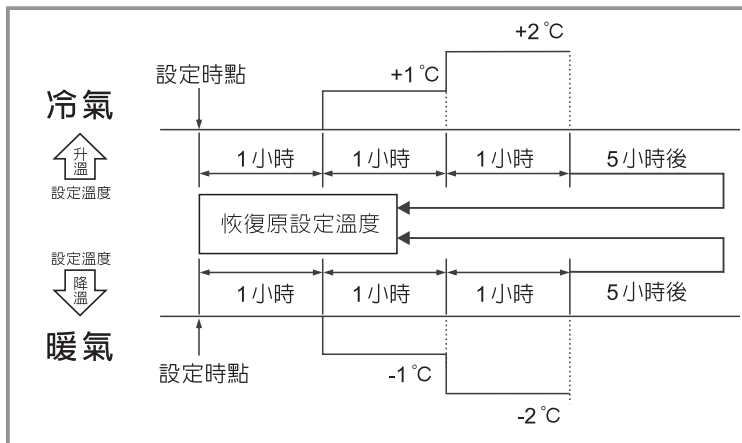 +2°C
設定時點
+1°C
冷氣
升溫
設定溫度
1小時
1小時
1小時
5小時後
恢復原設定溫度
設定溫度
降溫
1小時
1小時
1小時
5小時後
暖氣
設定時點
-1°C
-2°C